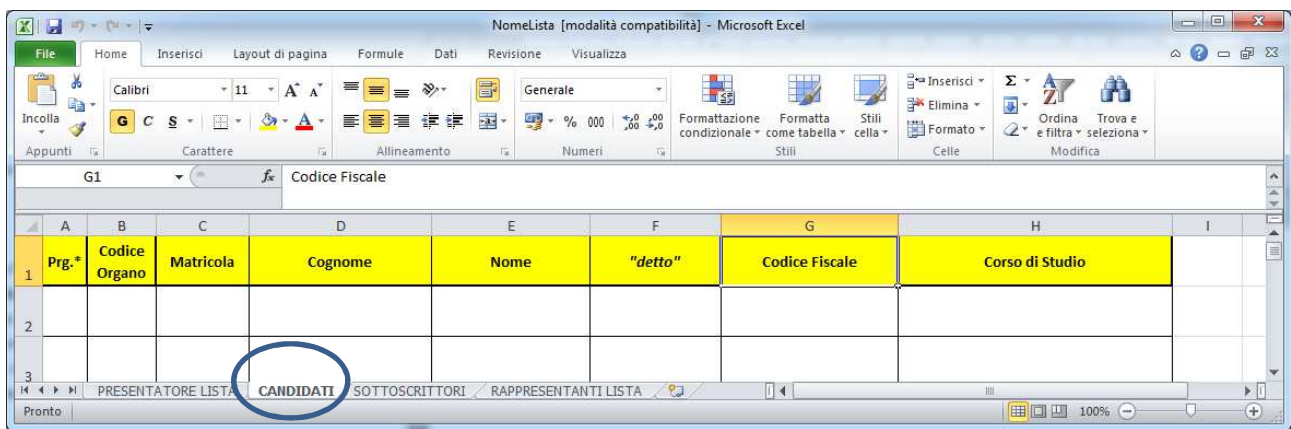 NomeLista [modalità compatibilità] - Microsoft Excel
File Home Inserisci Layout di pagina Formule Dati Revisione Visualizza
Incolla
Appunti
Calibri 11 A A
G C S A
Carattere
Allineamento
Generale
% 000 ,00 ,0 ,00
Numeri
Formattazione condizionale
Formatta come tabella
Stili cella
Stili
Inserisci
Elimina
Formato
Celle
Σ
Ordina e filtra
Trova e seleziona
Modifica
G1 fx Codice Fiscale
A B C D E F G H I
1 Prg.* Codice Organo Matricola Cognome Nome "detto" Codice Fiscale Corso di Studio
2
3
PRESENTATORE LISTA CANDIDATI SOTTOSCRITTORI RAPPRESENTANTI LISTA
Pronto 100%